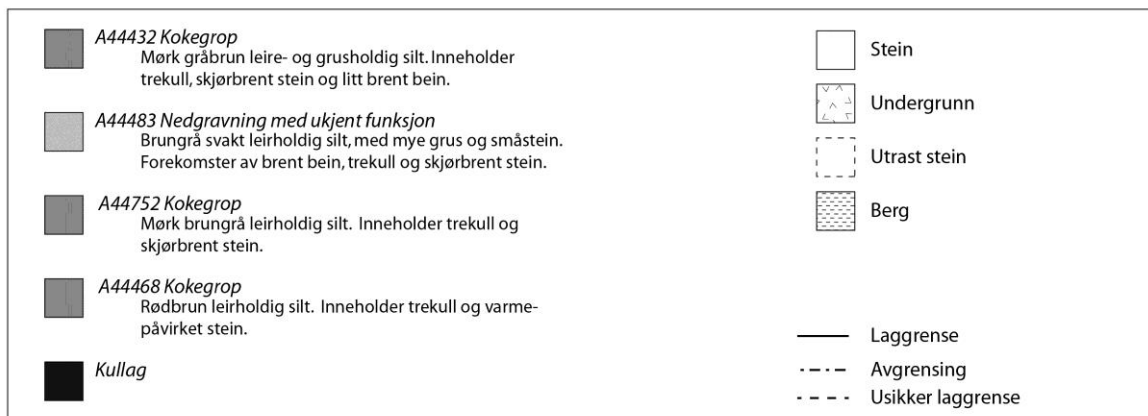 A44432 Kokegrop
Mørk gråbrun leire- og grusholdig silt. Inneholder
trekull, skjørbrent stein og litt brent bein.
A44483 Nedgravning med ukjent funksjon
Brungrå svakt leirholdig silt, med mye grus og småstein.
Forekomster av brent bein, trekull og skjørbrent stein.
A44752 Kokegrop
Mørk brungrå leirholdig silt. Inneholder trekull og
skjørbrent stein.
A44468 Kokegrop
Rødbrun leirholdig silt. Inneholder trekull og varme-
påvirket stein.
Kullag
Stein
Undergrunn
Utrast stein
Berg
Laggrense
Avgrensing
Usikker laggrense